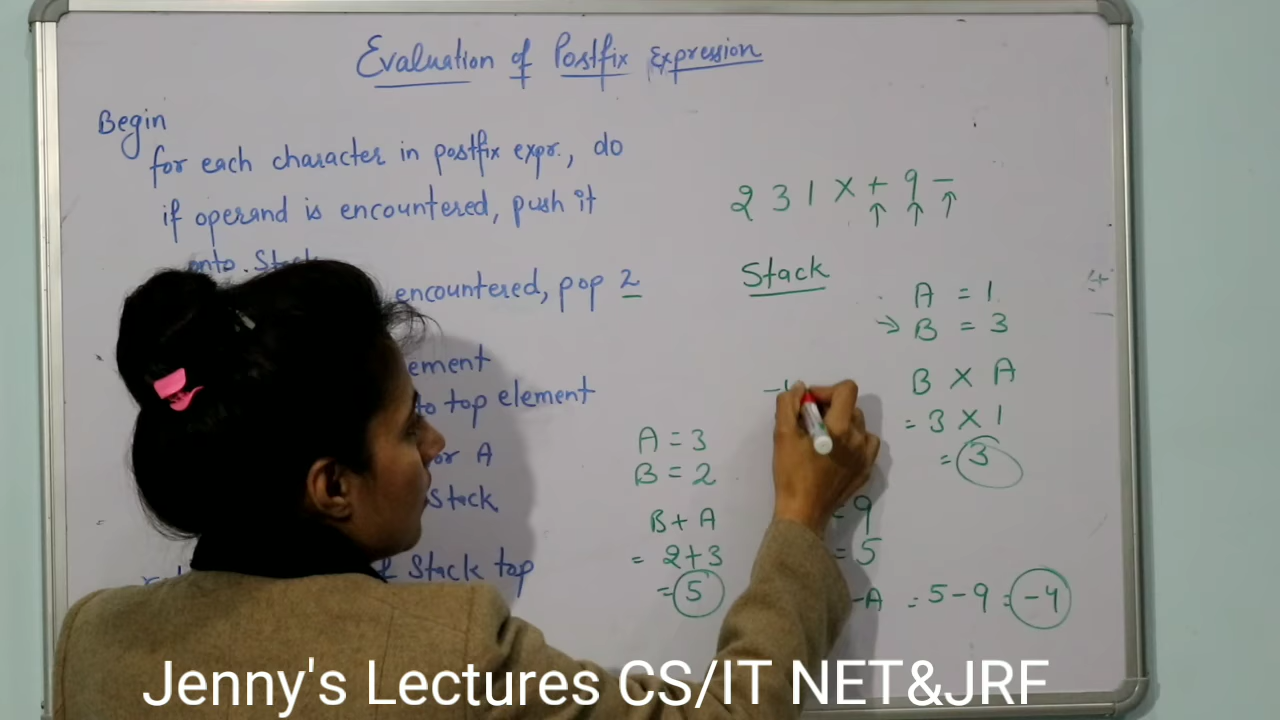 Evaluation of Postfix Expression
Begin
for each character in postfix expr., do
if operand is encountered, push it
onto Stack
encountered, pop 2
ement
to top element
or A
Stack
Stack top
2 3 1 × + 9 -
↑ ↑ ↑
Stack
A = 1
→ B = 3
B × A
= 3 × 1
= 3
A = 3
B = 2
B + A
= 2+3
= 5
= 9
= 5
-A = 5 - 9 = -4
Jenny's Lectures CS/IT NET&JRF